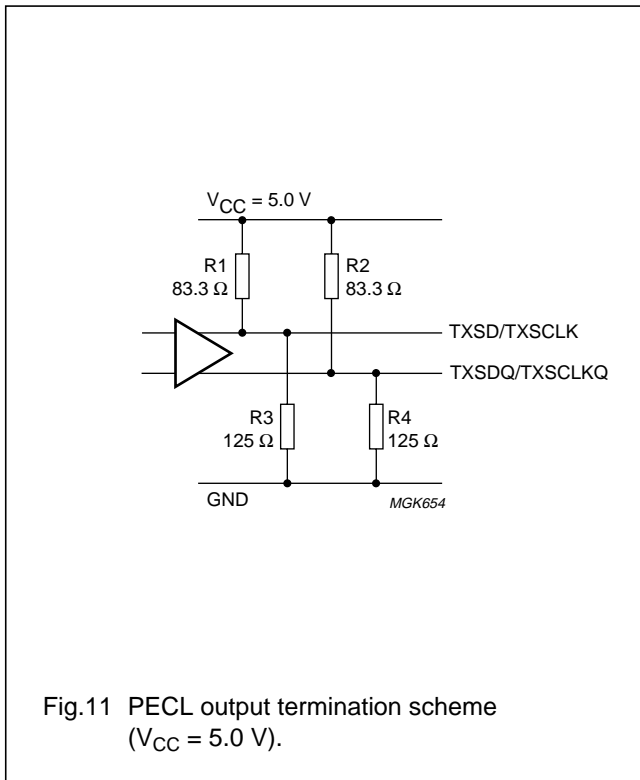 VCC = 5.0 V
R1
83.3 Ω
R2
83.3 Ω
TXSD/TXSCLK
TXSDQ/TXSCLKQ
R3
125 Ω
R4
125 Ω
GND
MGK654
Fig.11 PECL output termination scheme
(VCC = 5.0 V).